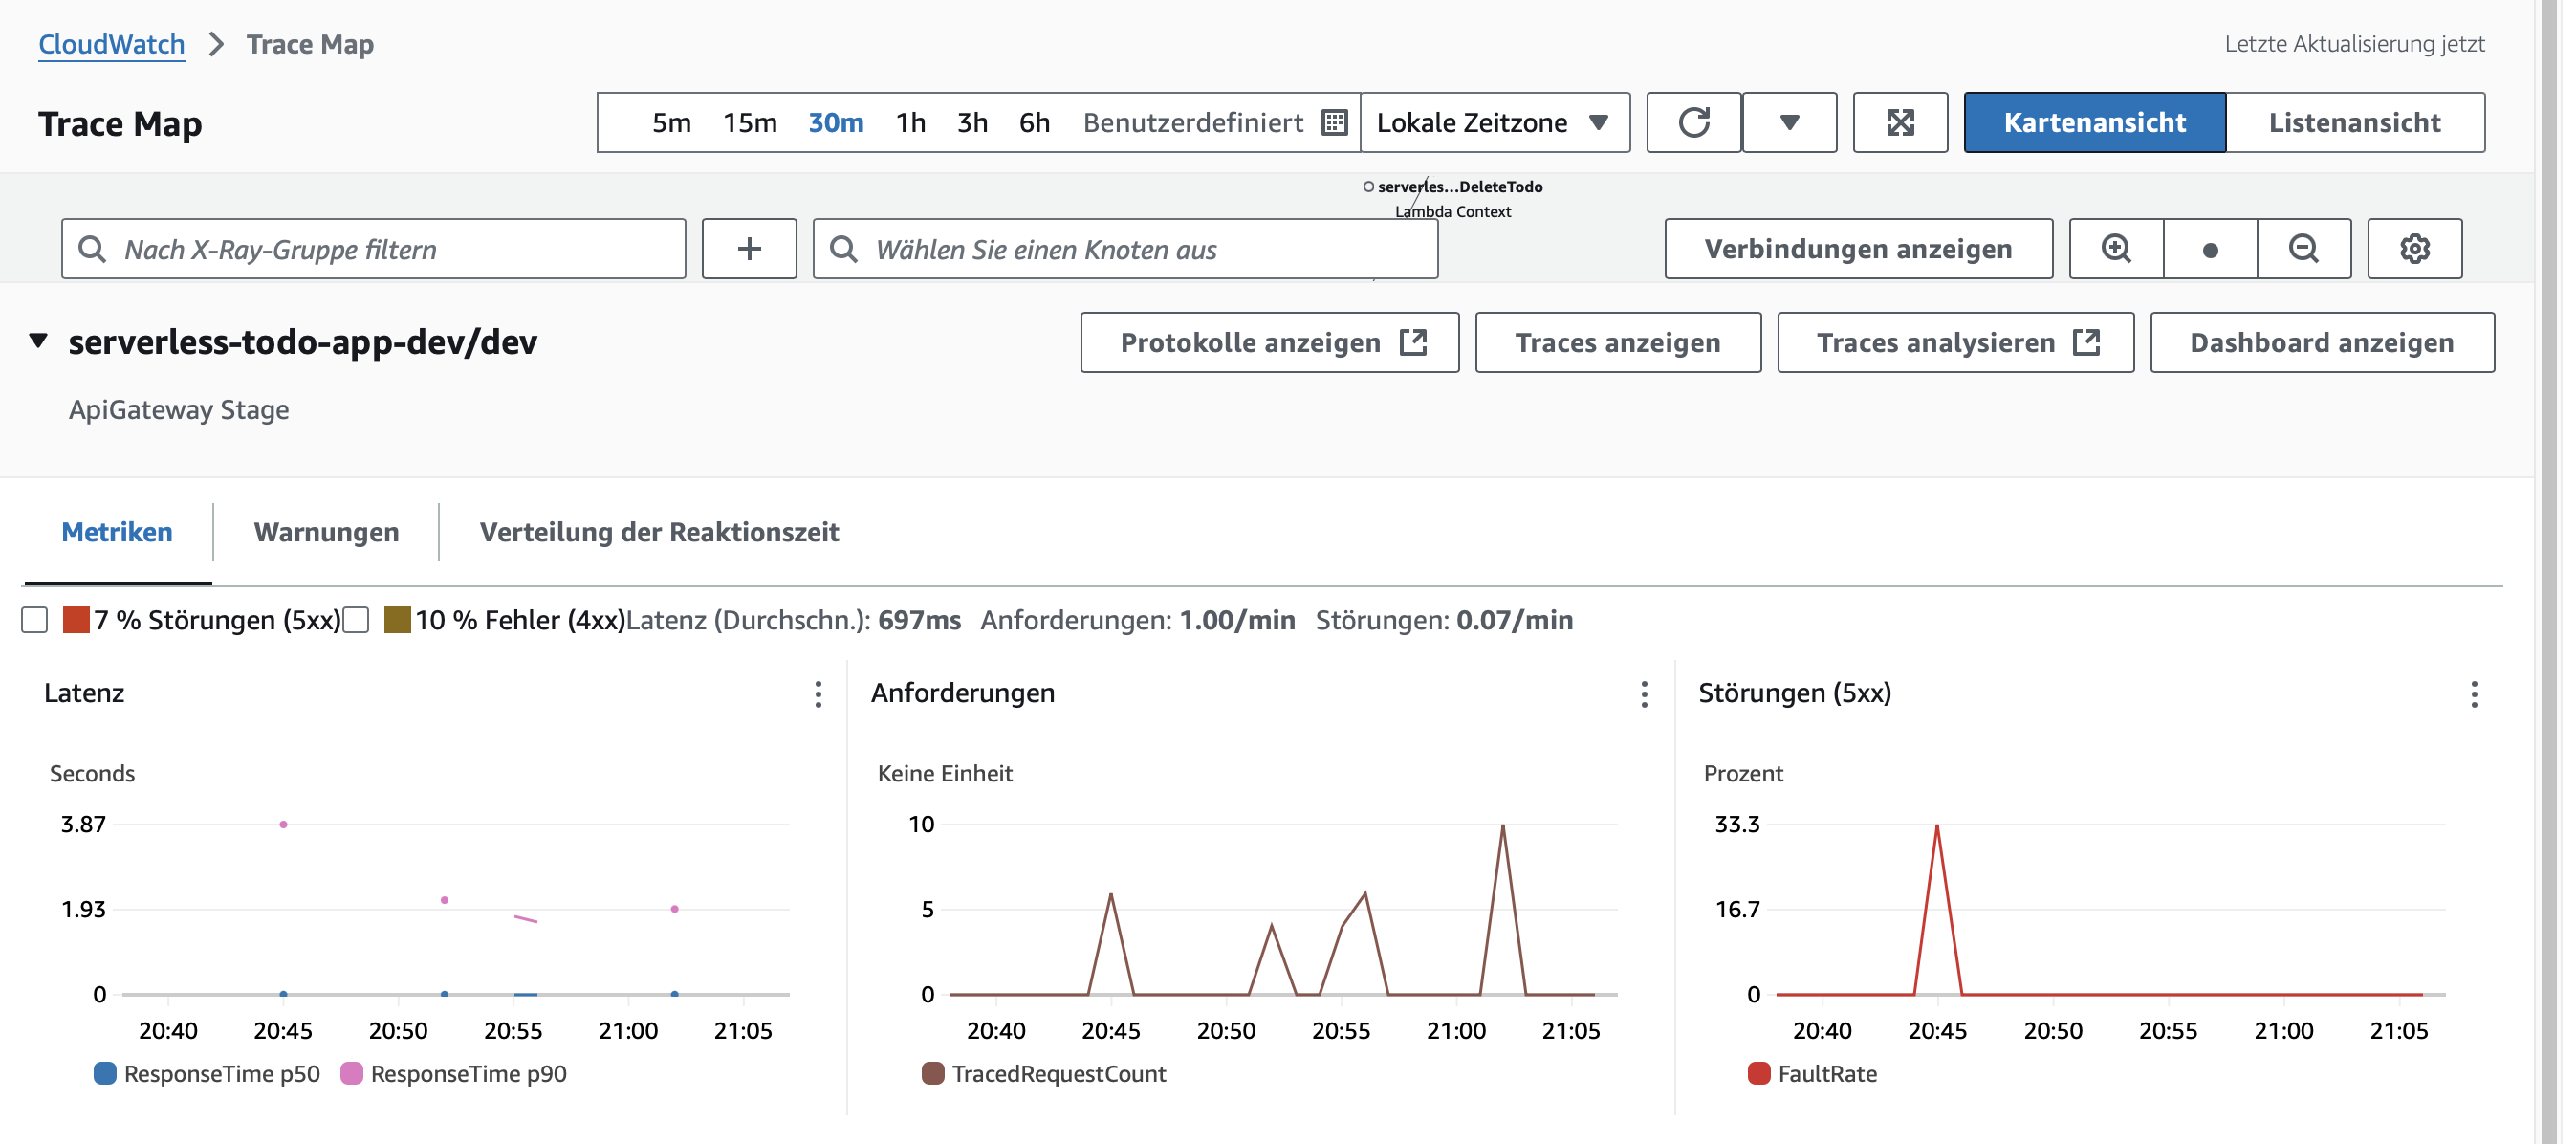 CloudWatch > Trace Map
Letzte Aktualisierung jetzt
Trace Map
5m 15m 30m 1h 3h 6h Benutzerdefiniert Lokale Zeitzone Kartenansicht Listenansicht
serverles...DeleteTodo
Lambda Context
Nach X-Ray-Gruppe filtern + Wählen Sie einen Knoten aus Verbindungen anzeigen
serverless-todo-app-dev/dev
Protokolle anzeigen Traces anzeigen Traces analysieren Dashboard anzeigen
ApiGateway Stage
Metriken Warnungen Verteilung der Reaktionszeit
7 % Störungen (5xx) 10 % Fehler (4xx) Latenz (Durchschn.): 697ms Anforderungen: 1.00/min Störungen: 0.07/min
Latenz
Seconds
3.87
1.93
0
20:40 20:45 20:50 20:55 21:00 21:05
ResponseTime p50 ResponseTime p90
Anforderungen
Keine Einheit
10
5
0
20:40 20:45 20:50 20:55 21:00 21:05
TracedRequestCount
Störungen (5xx)
Prozent
33.3
16.7
0
20:40 20:45 20:50 20:55 21:00 21:05
FaultRate